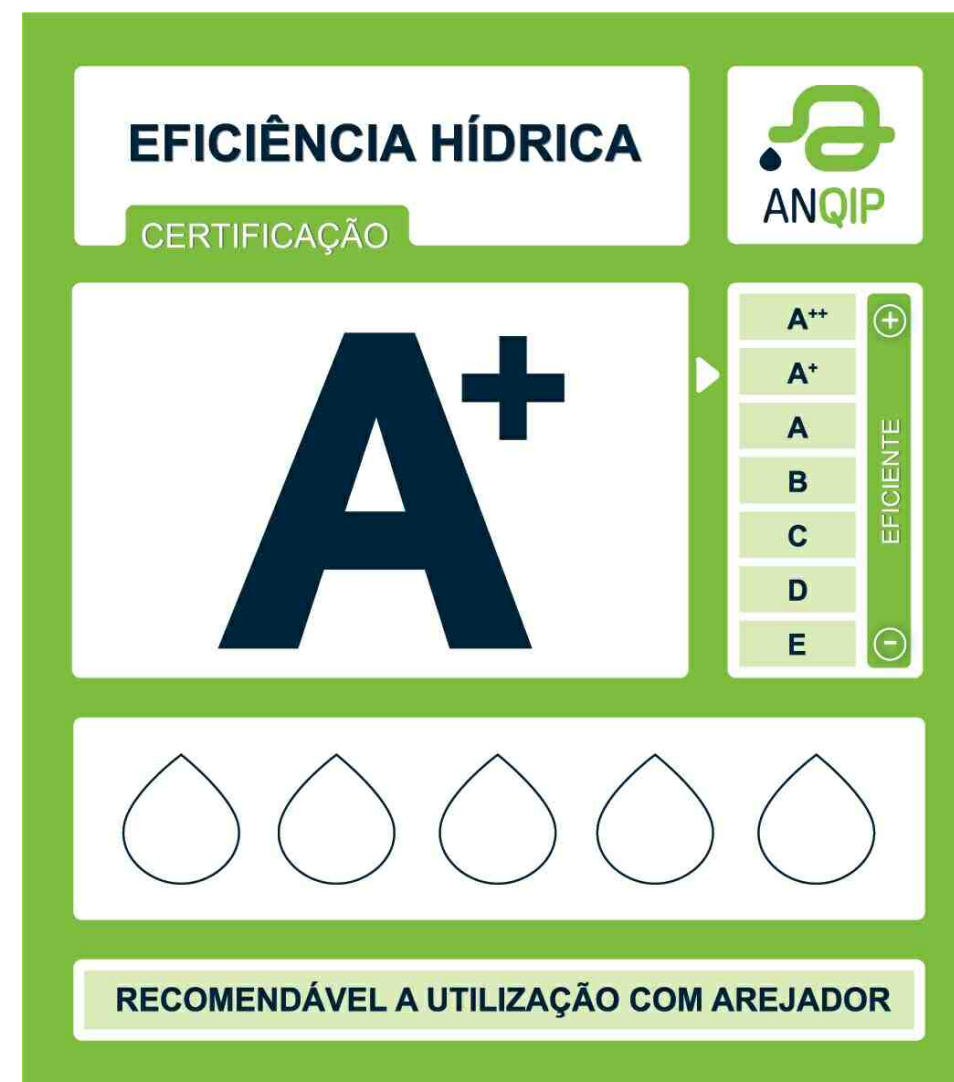 EFICIÊNCIA HÍDRICA
CERTIFICAÇÃO
ANQIP
A+
A++
A+
A
B
C
D
E
EFICIENTE
RECOMENDÁVEL A UTILIZAÇÃO COM AREJADOR